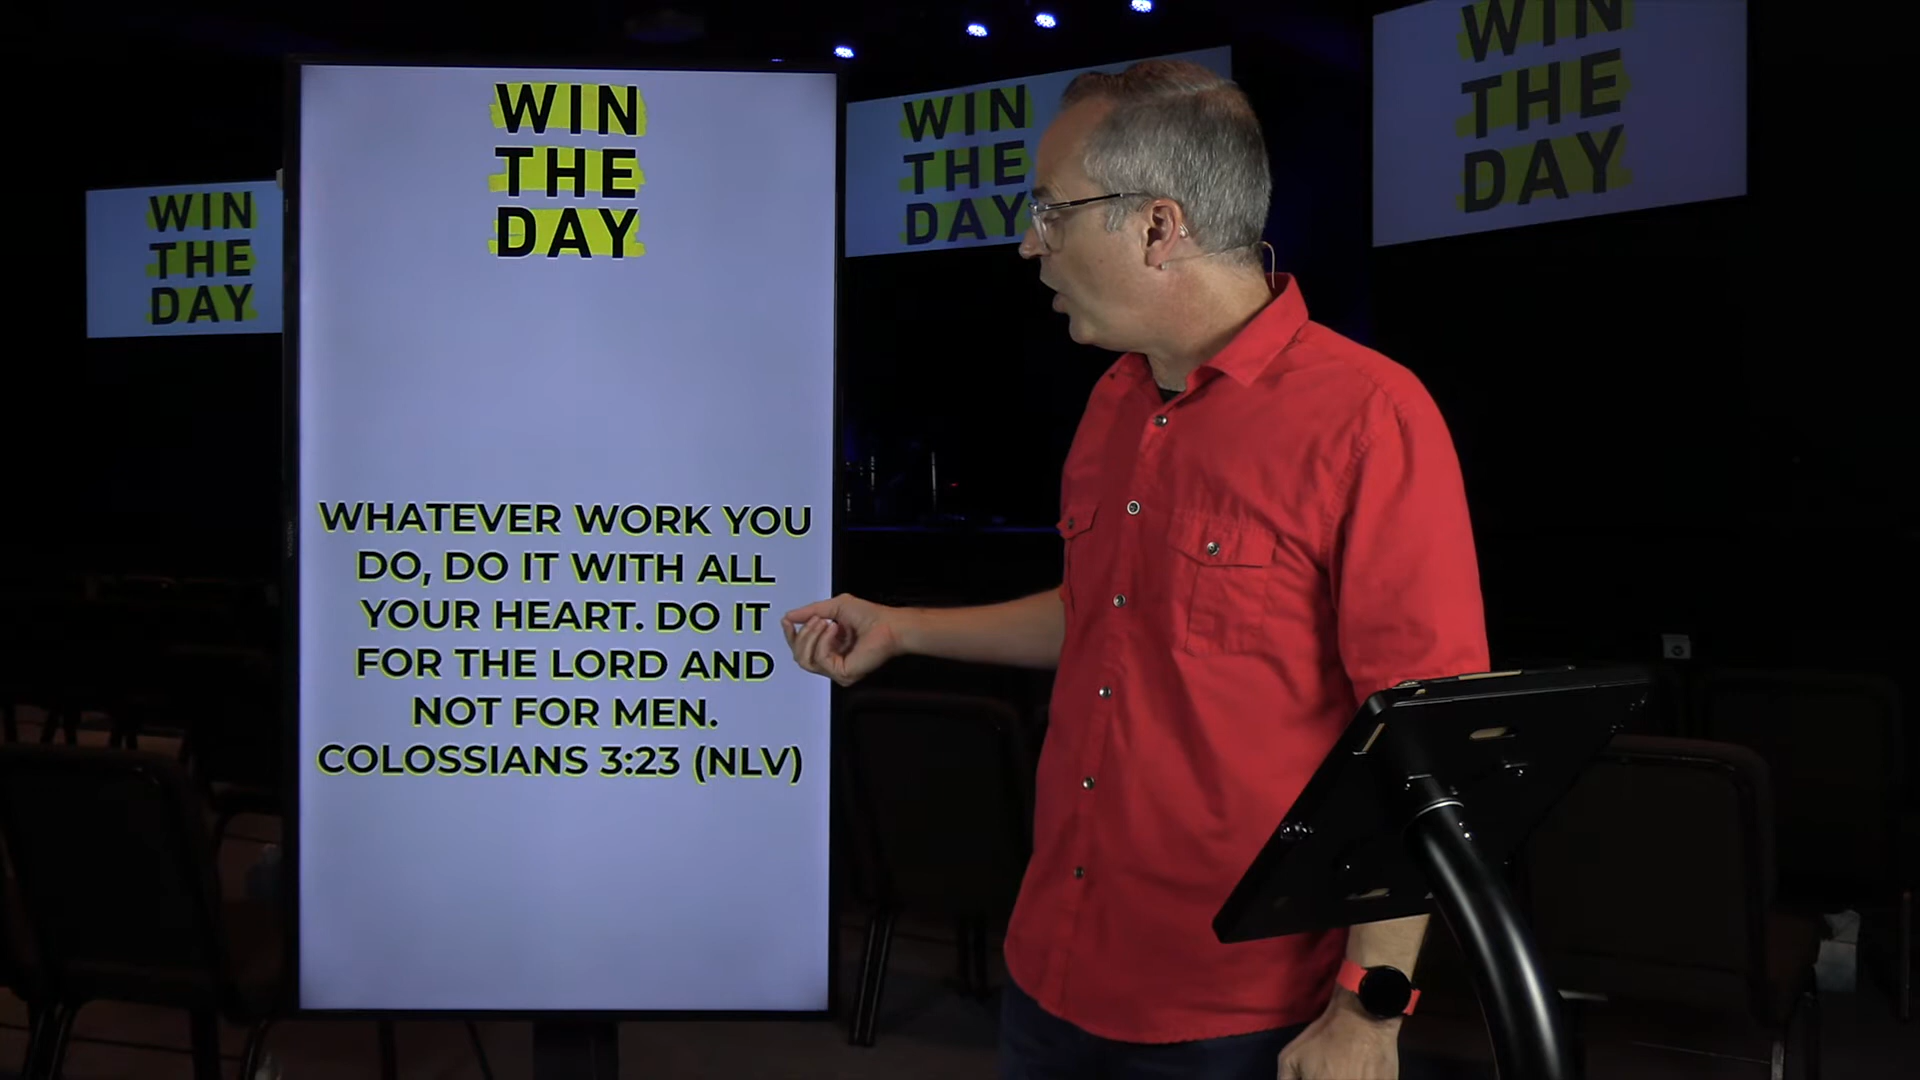 WIN
THE
DAY
WHATEVER WORK YOU
DO, DO IT WITH ALL
YOUR HEART. DO IT
FOR THE LORD AND
NOT FOR MEN.
COLOSSIANS 3:23 (NLV)
WIN
THE
DAY
WIN
THE
DAY
WIN
THE
DAY